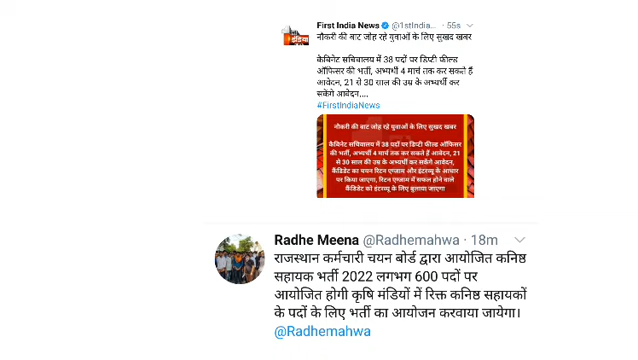 First India News @1stIndia... · 55s
नौकरी की बाट जोह रहे युवाओं के लिए सुखद खबर
कैबिनेट सचिवालय में 38 पदों पर डिप्टी फील्ड
ऑफिसर की भर्ती, अभ्यर्थी 4 मार्च तक कर सकते हैं
आवेदन, 21 से 30 साल की उम्र के अभ्यर्थी कर
सकेंगे आवेदन,...
#FirstIndiaNews
इंडिया
नौकरी की बाट जोह रहे युवाओं के लिए सुखद खबर
कैबिनेट सचिवालय में 38 पदों पर डिप्टी फील्ड ऑफिसर
की भर्ती, अभ्यर्थी 4 मार्च तक कर सकते हैं आवेदन, 21
से 30 साल की उम्र के अभ्यर्थी कर सकेंगे आवेदन,
कैंडिडेट का चयन रिटन एग्जाम और इंटरव्यू के आधार
पर किया जाएगा, रिटन एग्जाम में सफल होने वाले
कैंडिडेट को इंटरव्यू के लिए बुलाया जाएगा
Radhe Meena @Radhemahwa · 18m
राजस्थान कर्मचारी चयन बोर्ड द्वारा आयोजित कनिष्ठ
सहायक भर्ती 2022 लगभग 600 पदों पर
आयोजित होगी कृषि मंडियों में रिक्त कनिष्ठ सहायकों
के पदों के लिए भर्ती का आयोजन करवाया जायेगा।
@Radhemahwa